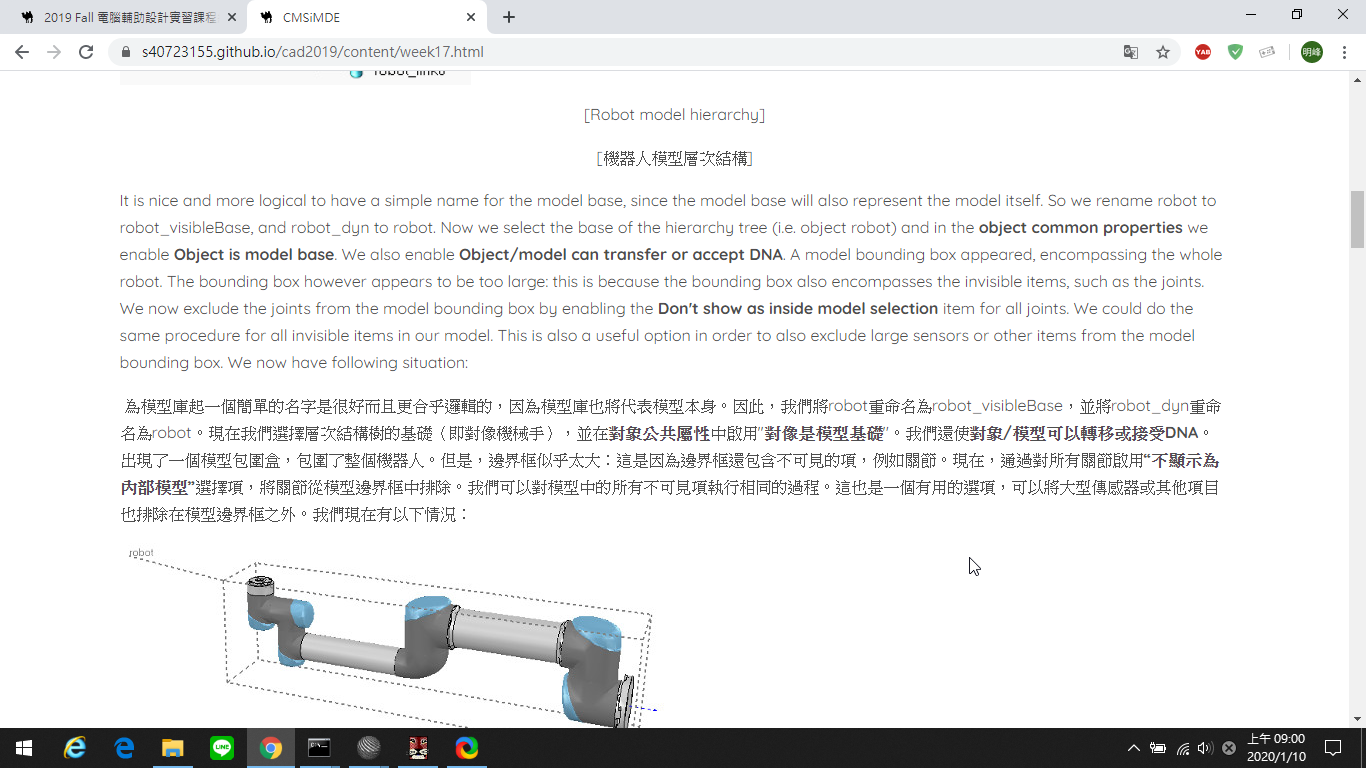 2019 Fall 電腦輔助設計實習課程
CMSiMDE
s40723155.github.io/cad2019/content/week17.html
YAB
明峰
robot_link6
[Robot model hierarchy]
[機器人模型層次結構]
It is nice and more logical to have a simple name for the model base, since the model base will also represent the model itself. So we rename robot to
robot_visibleBase, and robot_dyn to robot. Now we select the base of the hierarchy tree (i.e. object robot) and in the object common properties we
enable Object is model base. We also enable Object/model can transfer or accept DNA. A model bounding box appeared, encompassing the whole
robot. The bounding box however appears to be too large: this is because the bounding box also encompasses the invisible items, such as the joints.
We now exclude the joints from the model bounding box by enabling the Don't show as inside model selection item for all joints. We could do the
same procedure for all invisible items in our model. This is also a useful option in order to also exclude large sensors or other items from the model
bounding box. We now have following situation:
為模型庫起一個簡單的名字是很好而且更合乎邏輯的，因為模型庫也將代表模型本身。因此，我們將robot重命名為robot_visibleBase，並將robot_dyn重命
名為robot。現在我們選擇層次結構樹的基礎（即對像機械手），並在對象公共屬性中啟用"對像是模型基礎"。我們還使對象/模型可以轉移或接受DNA。
出現了一個模型包圍盒，包圍了整個機器人。但是，邊界框似乎太大：這是因為邊界框還包含不可見的項，例如關節。現在，通過對所有關節啟用“不顯示為
內部模型”選擇項，將關節從模型邊界框中排除。我們可以對模型中的所有不可見項執行相同的過程。這也是一個有用的選項，可以將大型傳感器或其他項目
也排除在模型邊界框之外。我們現在有以下情況：
robot
LINE
上午 09:00
2020/1/10